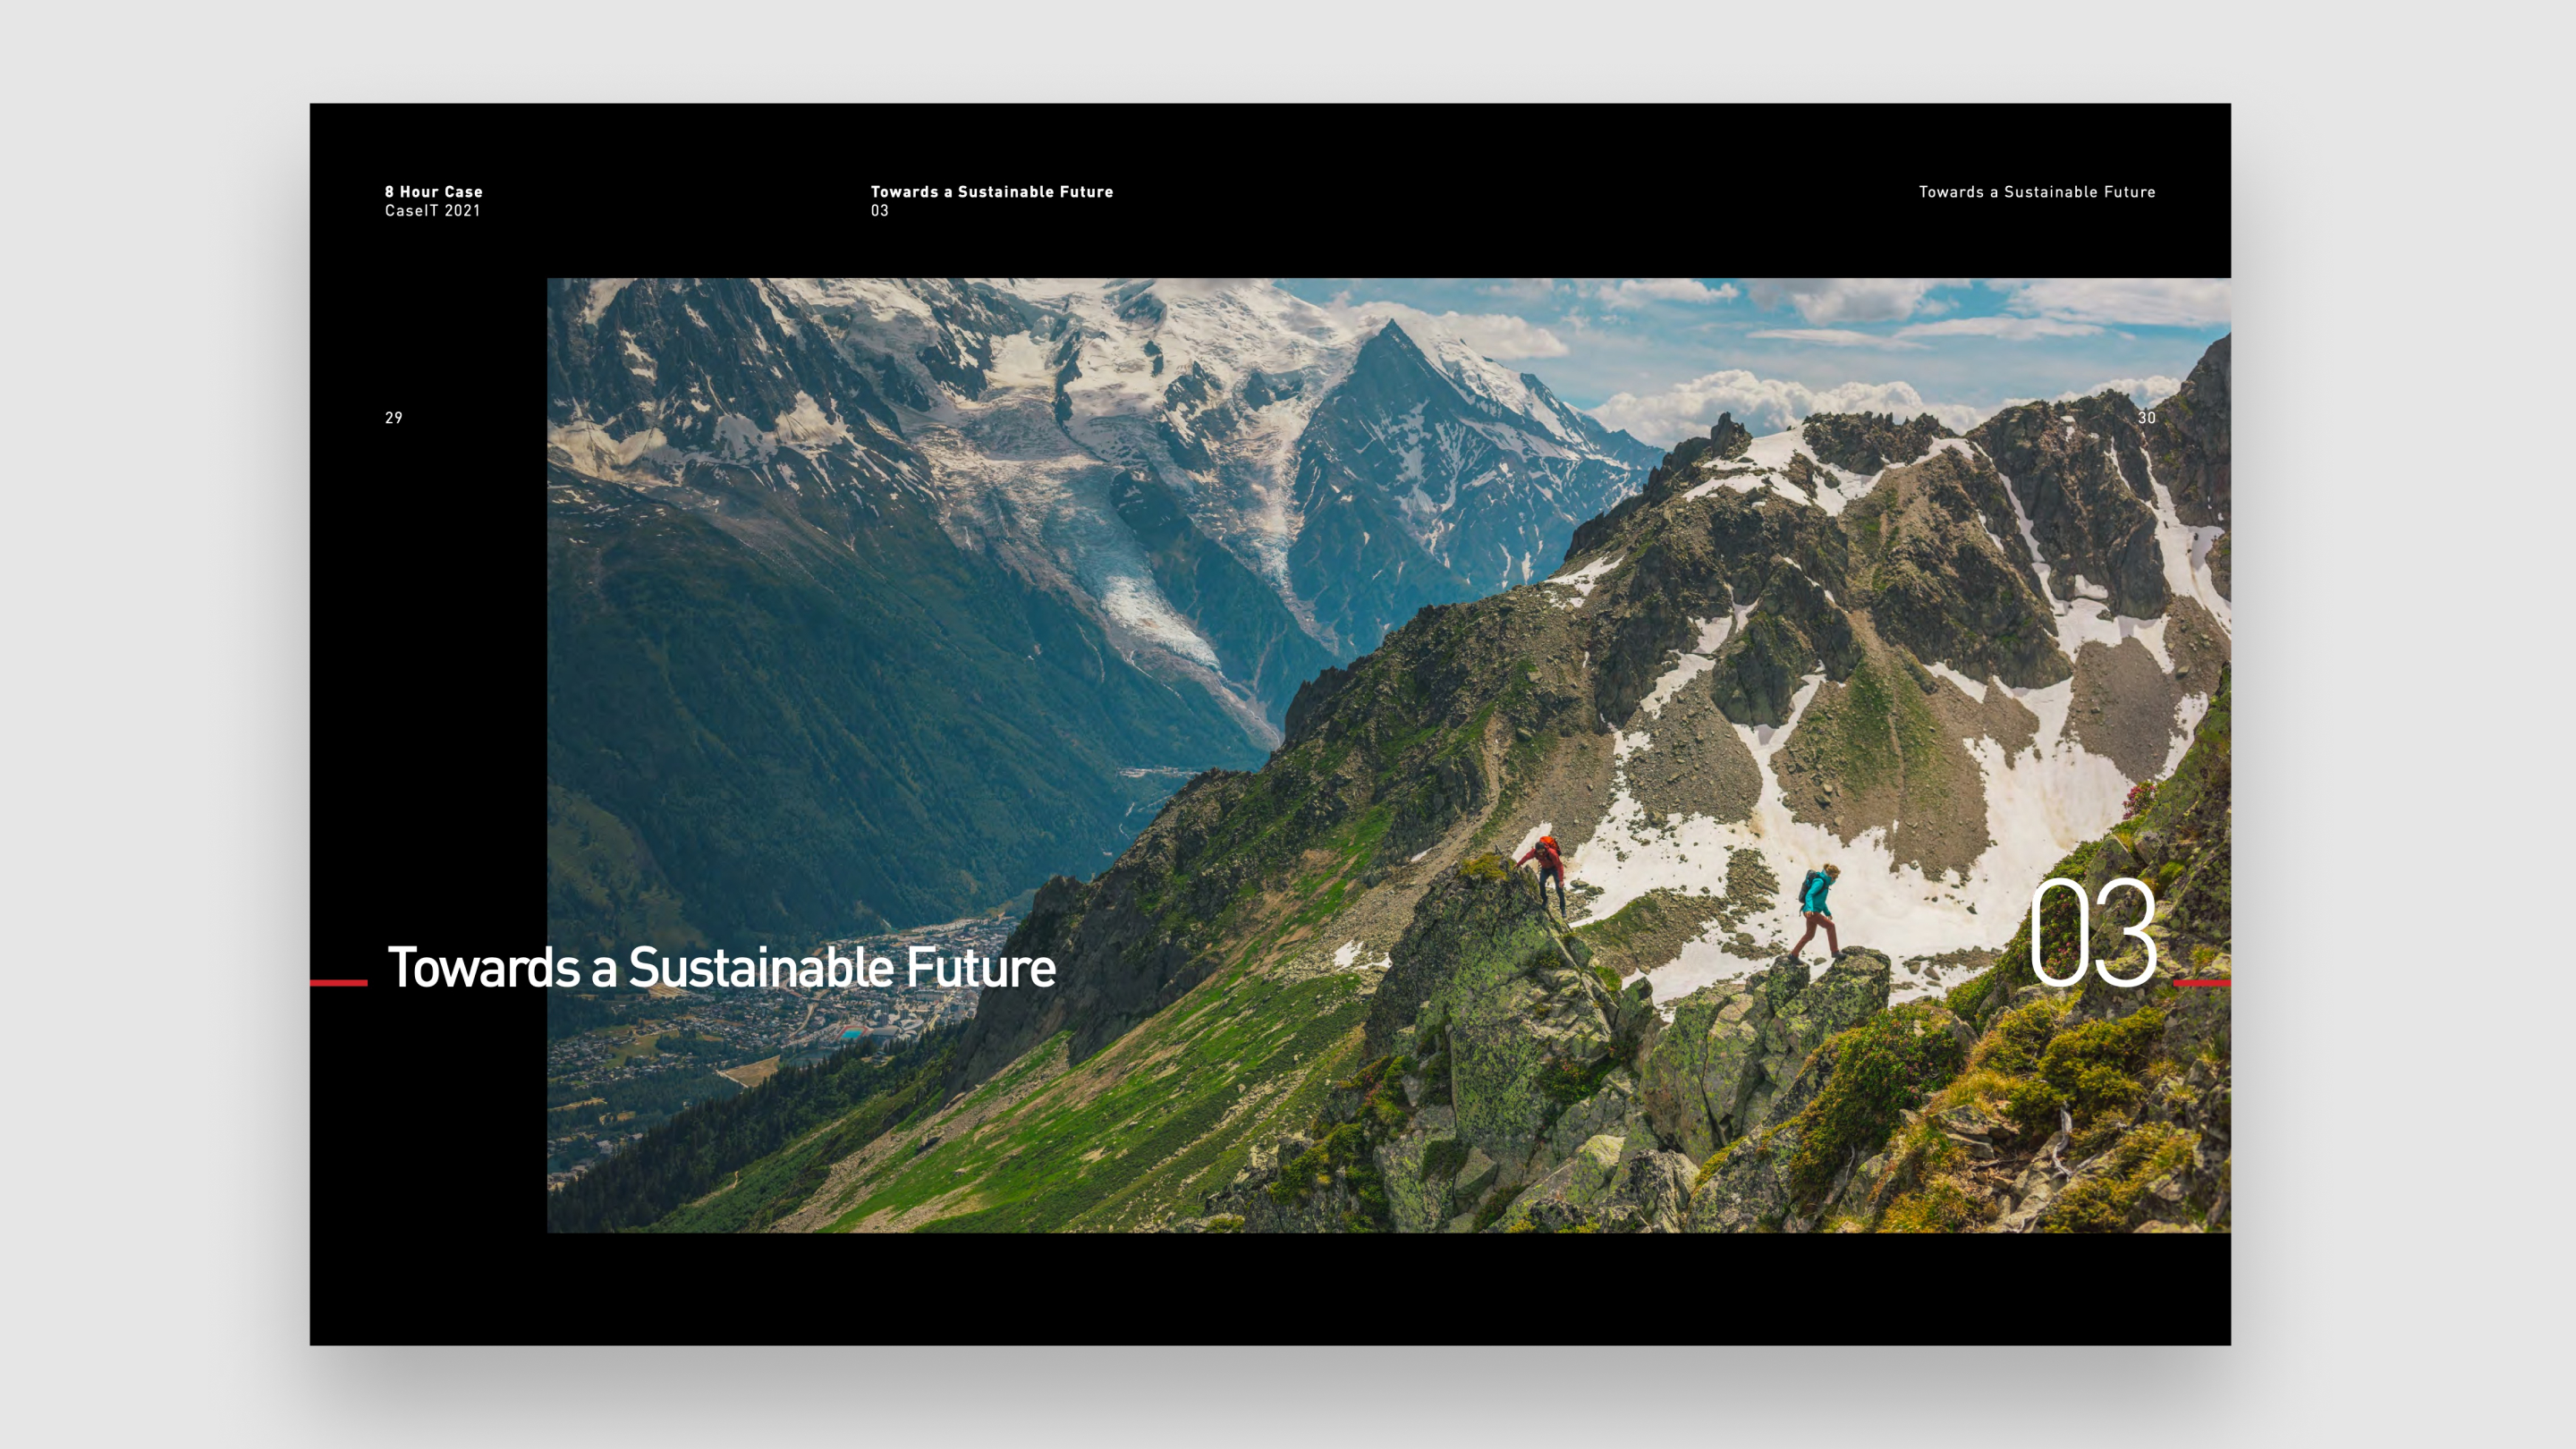 8 Hour Case
CaseIT 2021
Towards a Sustainable Future
03
Towards a Sustainable Future
29
30
Towards a Sustainable Future
03